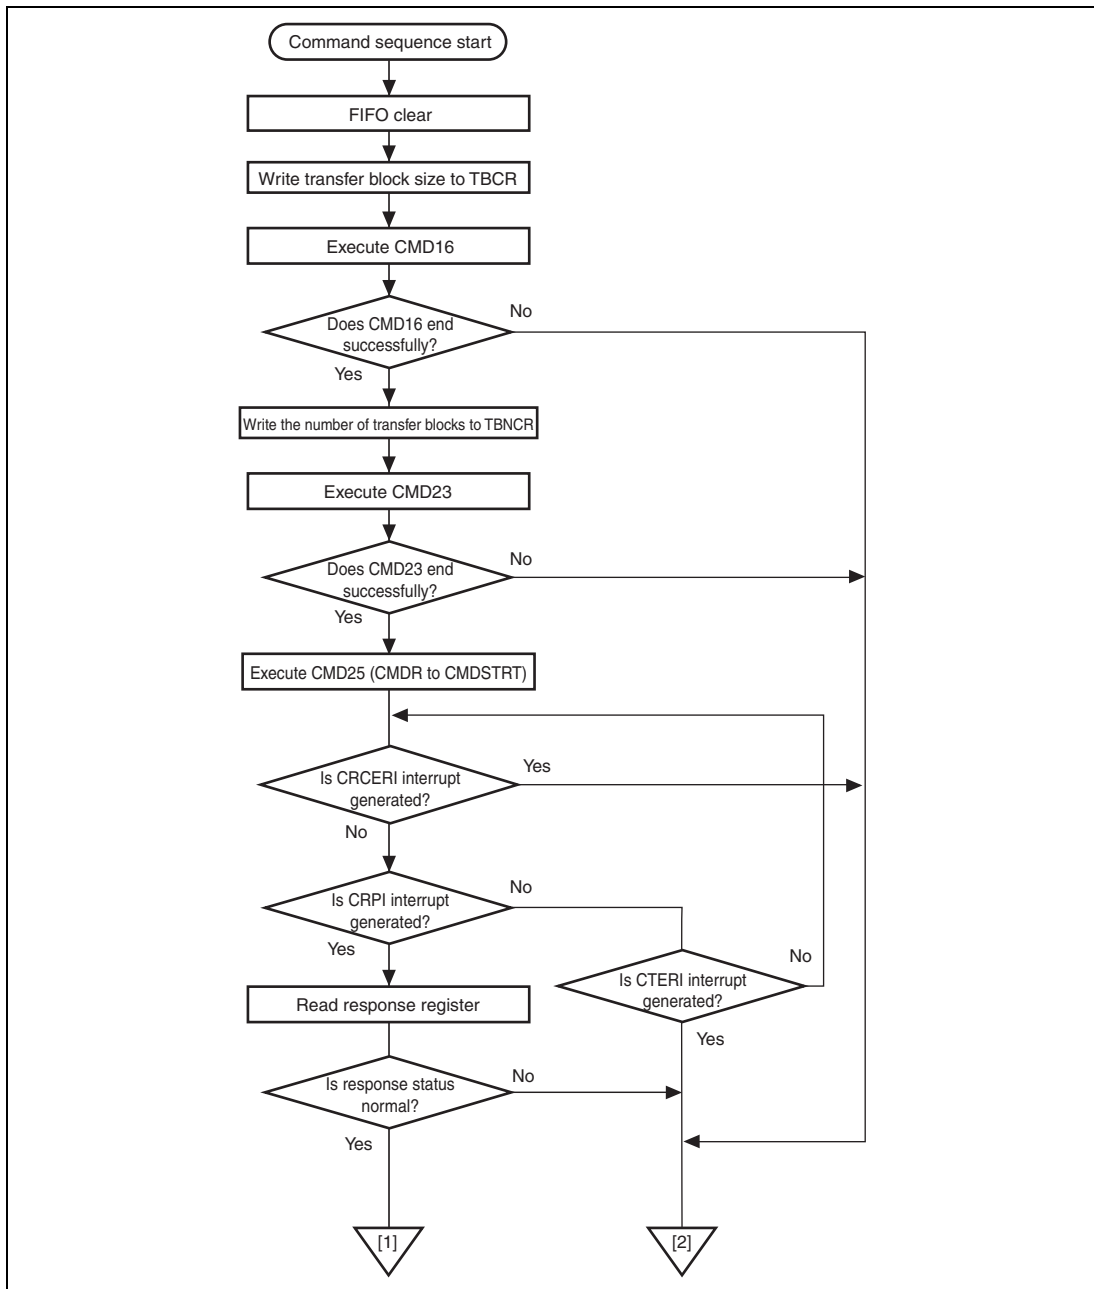 Command sequence start
FIFO clear
Write transfer block size to TBCR
Execute CMD16
Does CMD16 end
successfully?
No
Yes
Write the number of transfer blocks to TBNCR
Execute CMD23
Does CMD23 end
successfully?
No
Yes
Execute CMD25 (CMDR to CMDSTRT)
Is CRCERI interrupt
generated?
Yes
No
Is CRPI interrupt
generated?
No
Yes
Is CTERI interrupt
generated?
No
Yes
Read response register
Is response status
normal?
No
Yes
[1]
[2]